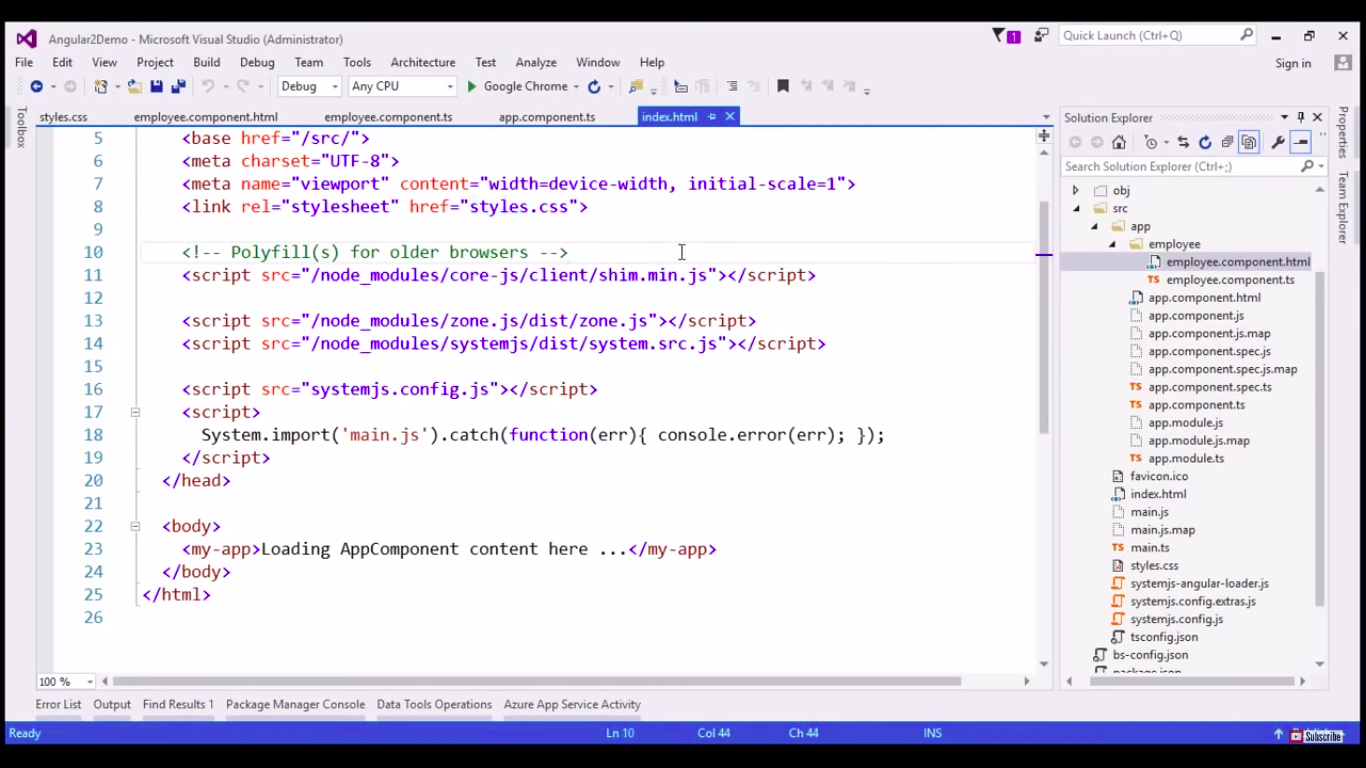 Angular2Demo - Microsoft Visual Studio (Administrator)
1
Quick Launch (Ctrl+Q)
File Edit View Project Build Debug Team Tools Architecture Test Analyze Window Help
Sign in
Debug Any CPU Google Chrome
Toolbox
styles.css employee.component.html employee.component.ts app.component.ts index.html
5 <base href="/src/">
6 <meta charset="UTF-8">
7 <meta name="viewport" content="width=device-width, initial-scale=1">
8 <link rel="stylesheet" href="styles.css">
9
10 <!-- Polyfill(s) for older browsers -->
11 <script src="/node_modules/core-js/client/shim.min.js"></script>
12
13 <script src="/node_modules/zone.js/dist/zone.js"></script>
14 <script src="/node_modules/systemjs/dist/system.src.js"></script>
15
16 <script src="systemjs.config.js"></script>
17 <script>
18 System.import('main.js').catch(function(err){ console.error(err); });
19 </script>
20 </head>
21
22 <body>
23 <my-app>Loading AppComponent content here ...</my-app>
24 </body>
25 </html>
26
100 %
Solution Explorer
Search Solution Explorer (Ctrl+;)
obj
src
app
employee
employee.component.html
TS employee.component.ts
app.component.html
app.component.js
app.component.js.map
app.component.spec.js
app.component.spec.js.map
TS app.component.spec.ts
TS app.component.ts
app.module.js
app.module.js.map
TS app.module.ts
favicon.ico
index.html
main.js
main.js.map
TS main.ts
styles.css
systemjs-angular-loader.js
systemjs.config.extras.js
systemjs.config.js
tsconfig.json
bs-config.json
package.json
Properties
Team Explorer
Error List Output Find Results 1 Package Manager Console Data Tools Operations Azure App Service Activity
Ready Ln 10 Col 44 Ch 44 INS
Subscribe